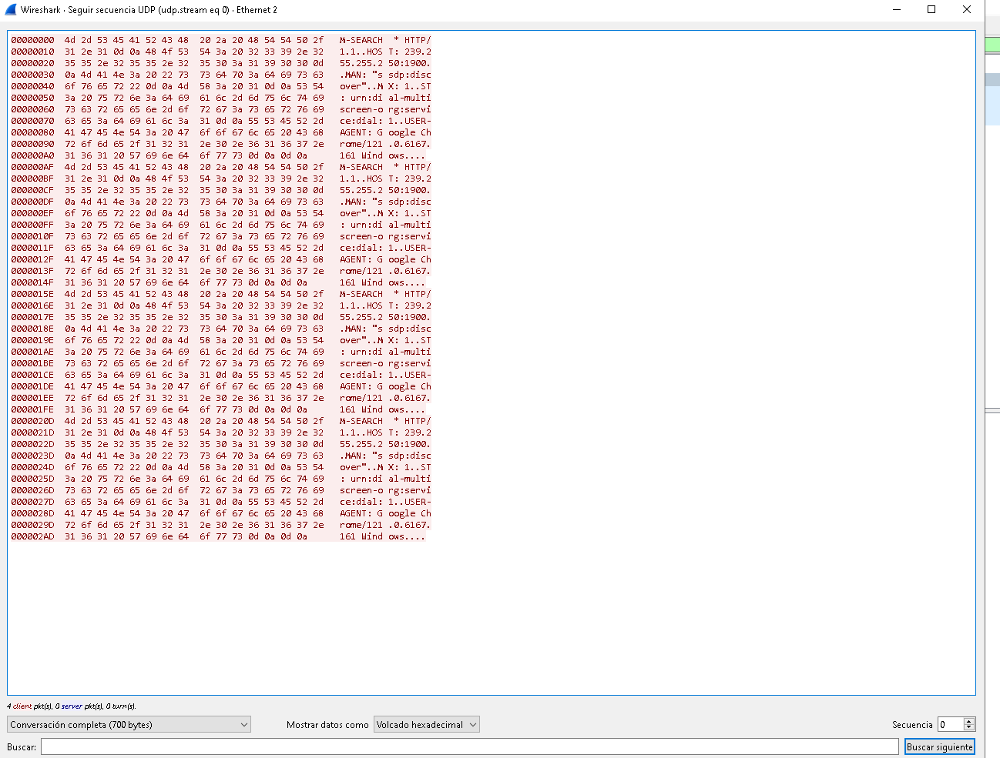 Wireshark · Seguir secuencia UDP (udp.stream eq 0) · Ethernet 2
00000000 4d 2d 53 45 41 52 43 48 20 2a 20 48 54 54 50 2f M-SEARCH * HTTP/
00000010 31 2e 31 0d 0a 48 4f 53 54 3a 20 32 33 39 2e 32 1.1..HOS T: 239.2
00000020 35 35 2e 32 35 35 2e 32 35 30 3a 31 39 30 30 0d 55.255.2 50:1900.
00000030 0a 4d 41 4e 3a 20 22 73 73 64 70 3a 64 69 73 63 .MAN: "s sdp:disc
00000040 6f 76 65 72 22 0d 0a 4d 58 3a 20 31 0d 0a 53 54 over"..M X: 1..ST
00000050 3a 20 75 72 6e 3a 64 69 61 6c 2d 6d 75 6c 74 69 : urn:di al-multi
00000060 73 63 72 65 65 6e 2d 6f 72 67 3a 73 65 72 76 69 screen-o rg:servi
00000070 63 65 3a 64 69 61 6c 3a 31 0d 0a 55 53 45 52 2d ce:dial: 1..USER-
00000080 41 47 45 4e 54 3a 20 47 6f 6f 67 6c 65 20 43 68 AGENT: G oogle Ch
00000090 72 6f 6d 65 2f 31 32 31 2e 30 2e 36 31 36 37 2e rome/121 .0.6167.
000000A0 31 36 31 20 57 69 6e 64 6f 77 73 0d 0a 0d 0a 161 Wind ows....
000000AF 4d 2d 53 45 41 52 43 48 20 2a 20 48 54 54 50 2f M-SEARCH * HTTP/
000000BF 31 2e 31 0d 0a 48 4f 53 54 3a 20 32 33 39 2e 32 1.1..HOS T: 239.2
000000CF 35 35 2e 32 35 35 2e 32 35 30 3a 31 39 30 30 0d 55.255.2 50:1900.
000000DF 0a 4d 41 4e 3a 20 22 73 73 64 70 3a 64 69 73 63 .MAN: "s sdp:disc
000000EF 6f 76 65 72 22 0d 0a 4d 58 3a 20 31 0d 0a 53 54 over"..M X: 1..ST
000000FF 3a 20 75 72 6e 3a 64 69 61 6c 2d 6d 75 6c 74 69 : urn:di al-multi
0000010F 73 63 72 65 65 6e 2d 6f 72 67 3a 73 65 72 76 69 screen-o rg:servi
0000011F 63 65 3a 64 69 61 6c 3a 31 0d 0a 55 53 45 52 2d ce:dial: 1..USER-
0000012F 41 47 45 4e 54 3a 20 47 6f 6f 67 6c 65 20 43 68 AGENT: G oogle Ch
0000013F 72 6f 6d 65 2f 31 32 31 2e 30 2e 36 31 36 37 2e rome/121 .0.6167.
0000014F 31 36 31 20 57 69 6e 64 6f 77 73 0d 0a 0d 0a 161 Wind ows....
0000015E 4d 2d 53 45 41 52 43 48 20 2a 20 48 54 54 50 2f M-SEARCH * HTTP/
0000016E 31 2e 31 0d 0a 48 4f 53 54 3a 20 32 33 39 2e 32 1.1..HOS T: 239.2
0000017E 35 35 2e 32 35 35 2e 32 35 30 3a 31 39 30 30 0d 55.255.2 50:1900.
0000018E 0a 4d 41 4e 3a 20 22 73 73 64 70 3a 64 69 73 63 .MAN: "s sdp:disc
0000019E 6f 76 65 72 22 0d 0a 4d 58 3a 20 31 0d 0a 53 54 over"..M X: 1..ST
000001AE 3a 20 75 72 6e 3a 64 69 61 6c 2d 6d 75 6c 74 69 : urn:di al-multi
000001BE 73 63 72 65 65 6e 2d 6f 72 67 3a 73 65 72 76 69 screen-o rg:servi
000001CE 63 65 3a 64 69 61 6c 3a 31 0d 0a 55 53 45 52 2d ce:dial: 1..USER-
000001DE 41 47 45 4e 54 3a 20 47 6f 6f 67 6c 65 20 43 68 AGENT: G oogle Ch
000001EE 72 6f 6d 65 2f 31 32 31 2e 30 2e 36 31 36 37 2e rome/121 .0.6167.
000001FE 31 36 31 20 57 69 6e 64 6f 77 73 0d 0a 0d 0a 161 Wind ows....
0000020D 4d 2d 53 45 41 52 43 48 20 2a 20 48 54 54 50 2f M-SEARCH * HTTP/
0000021D 31 2e 31 0d 0a 48 4f 53 54 3a 20 32 33 39 2e 32 1.1..HOS T: 239.2
0000022D 35 35 2e 32 35 35 2e 32 35 30 3a 31 39 30 30 0d 55.255.2 50:1900.
0000023D 0a 4d 41 4e 3a 20 22 73 73 64 70 3a 64 69 73 63 .MAN: "s sdp:disc
0000024D 6f 76 65 72 22 0d 0a 4d 58 3a 20 31 0d 0a 53 54 over"..M X: 1..ST
0000025D 3a 20 75 72 6e 3a 64 69 61 6c 2d 6d 75 6c 74 69 : urn:di al-multi
0000026D 73 63 72 65 65 6e 2d 6f 72 67 3a 73 65 72 76 69 screen-o rg:servi
0000027D 63 65 3a 64 69 61 6c 3a 31 0d 0a 55 53 45 52 2d ce:dial: 1..USER-
0000028D 41 47 45 4e 54 3a 20 47 6f 6f 67 6c 65 20 43 68 AGENT: G oogle Ch
0000029D 72 6f 6d 65 2f 31 32 31 2e 30 2e 36 31 36 37 2e rome/121 .0.6167.
000002AD 31 36 31 20 57 69 6e 64 6f 77 73 0d 0a 0d 0a 161 Wind ows....
4 client pkt(s), 0 server pkt(s), 0 turn(s).
Conversación completa (700 bytes) Mostrar datos como Volcado hexadecimal Secuencia 0
Buscar: Buscar siguiente